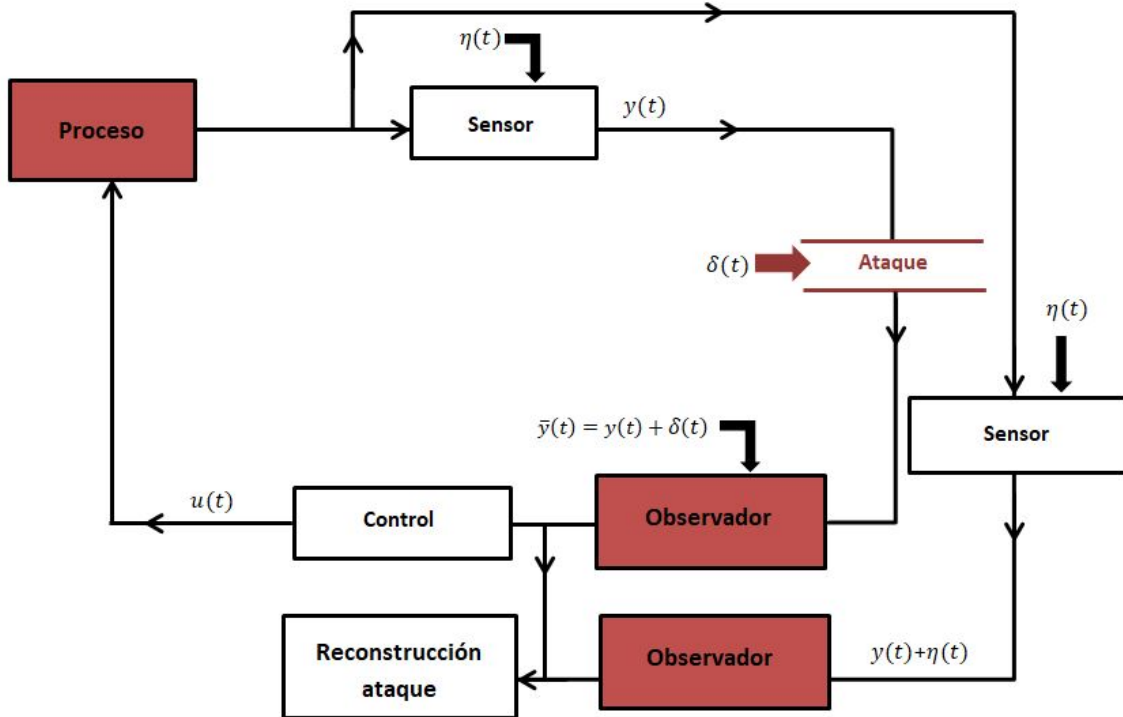 η(t)
Proceso
Sensor
y(t)
δ(t)
Ataque
η(t)
Sensor
ȳ(t) = y(t) + δ(t)
u(t)
Control
Observador
Reconstrucción
ataque
Observador
y(t)+η(t)